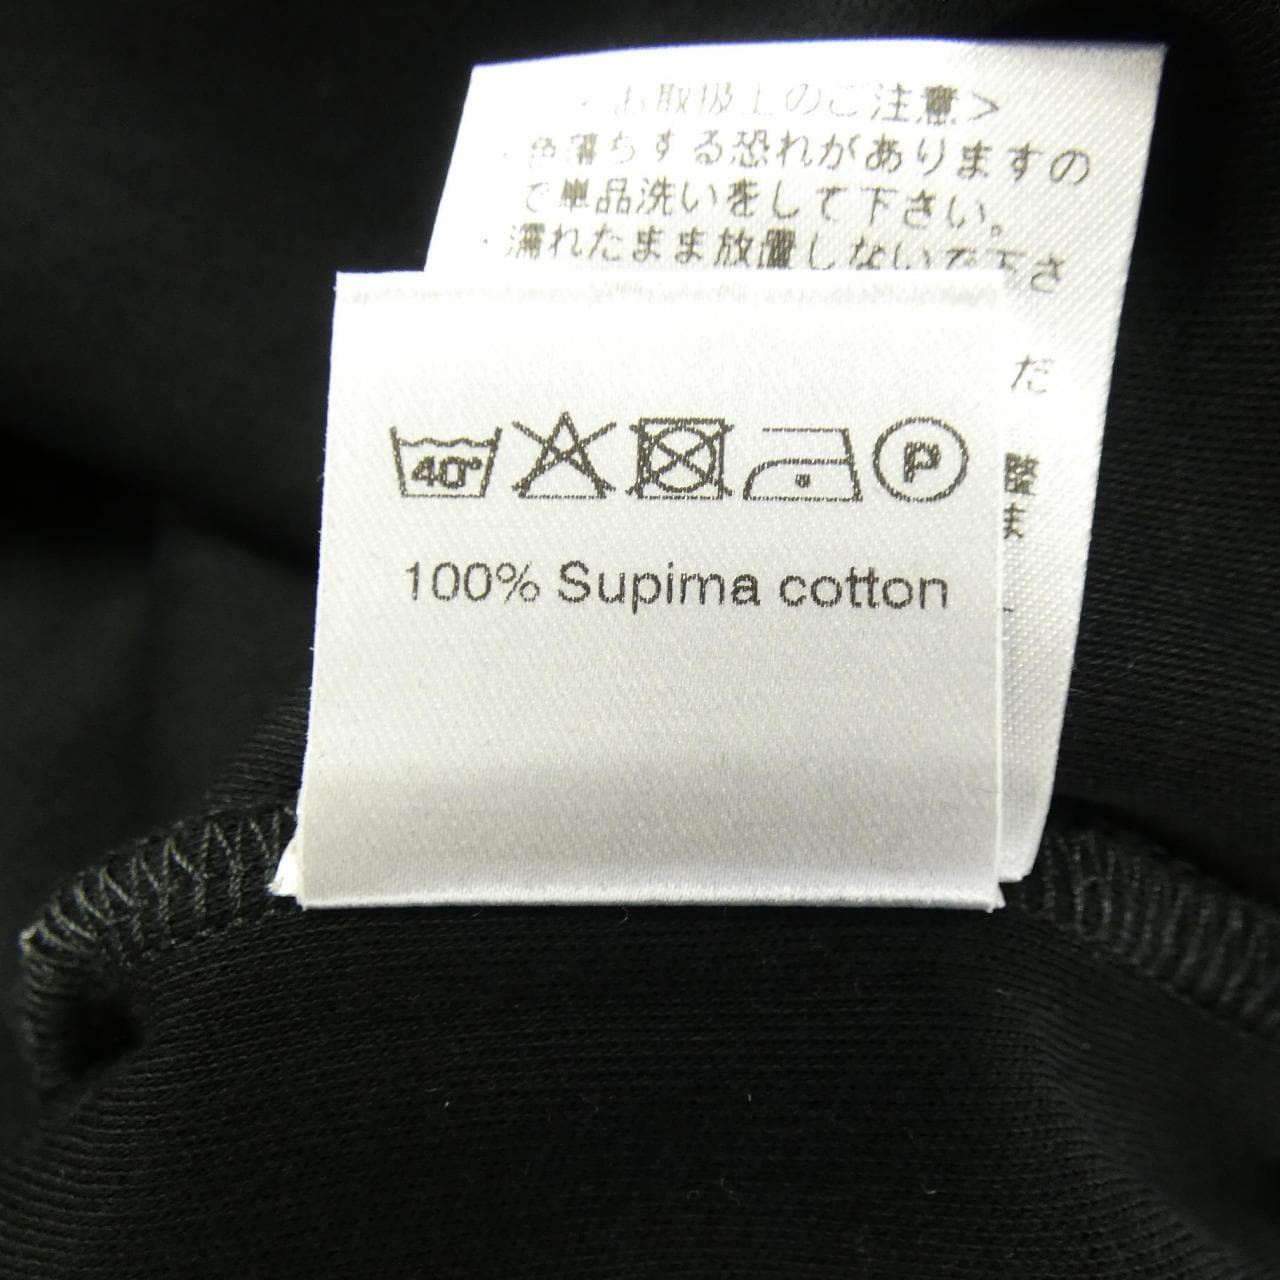 お取扱上のご注意＞
・色落ちする恐れがありますの
で単品洗いをして下さい。
・濡れたまま放置しないで下さ
だ
整
ま
40°
P
100% Supima cotton